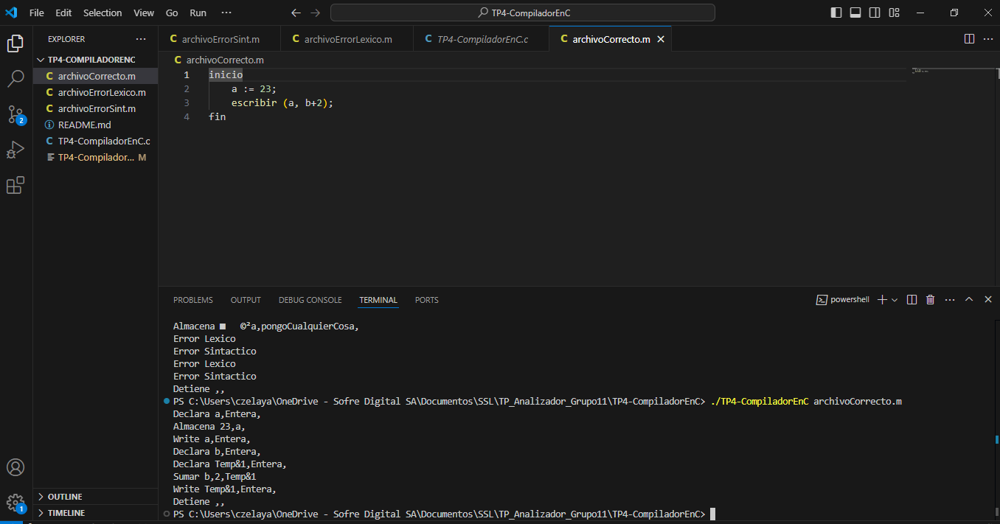 File Edit Selection View Go Run ··· TP4-CompiladorEnC
EXPLORER ···
TP4-COMPILADORENC
archivoCorrecto.m
archivoErrorLexico.m
archivoErrorSint.m
README.md
TP4-CompiladorEnC.c
TP4-Compilador... M
OUTLINE
TIMELINE
2
1
archivoErrorSint.m archivoErrorLexico.m TP4-CompiladorEnC.c archivoCorrecto.m
archivoCorrecto.m
1 inicio
2 a := 23;
3 escribir (a, b+2);
4 fin
PROBLEMS OUTPUT DEBUG CONSOLE TERMINAL PORTS powershell
Almacena ■ ©²a,pongoCualquierCosa,
Error Lexico
Error Sintactico
Error Lexico
Error Sintactico
Detiene ,,
PS C:\Users\czelaya\OneDrive - Sofre Digital SA\Documentos\SSL\TP_Analizador_Grupo11\TP4-CompiladorEnC> ./TP4-CompiladorEnC archivoCorrecto.m
Declara a,Entera,
Almacena 23,a,
Write a,Entera,
Declara b,Entera,
Declara Temp&1,Entera,
Sumar b,2,Temp&1
Write Temp&1,Entera,
Detiene ,,
PS C:\Users\czelaya\OneDrive - Sofre Digital SA\Documentos\SSL\TP_Analizador_Grupo11\TP4-CompiladorEnC>